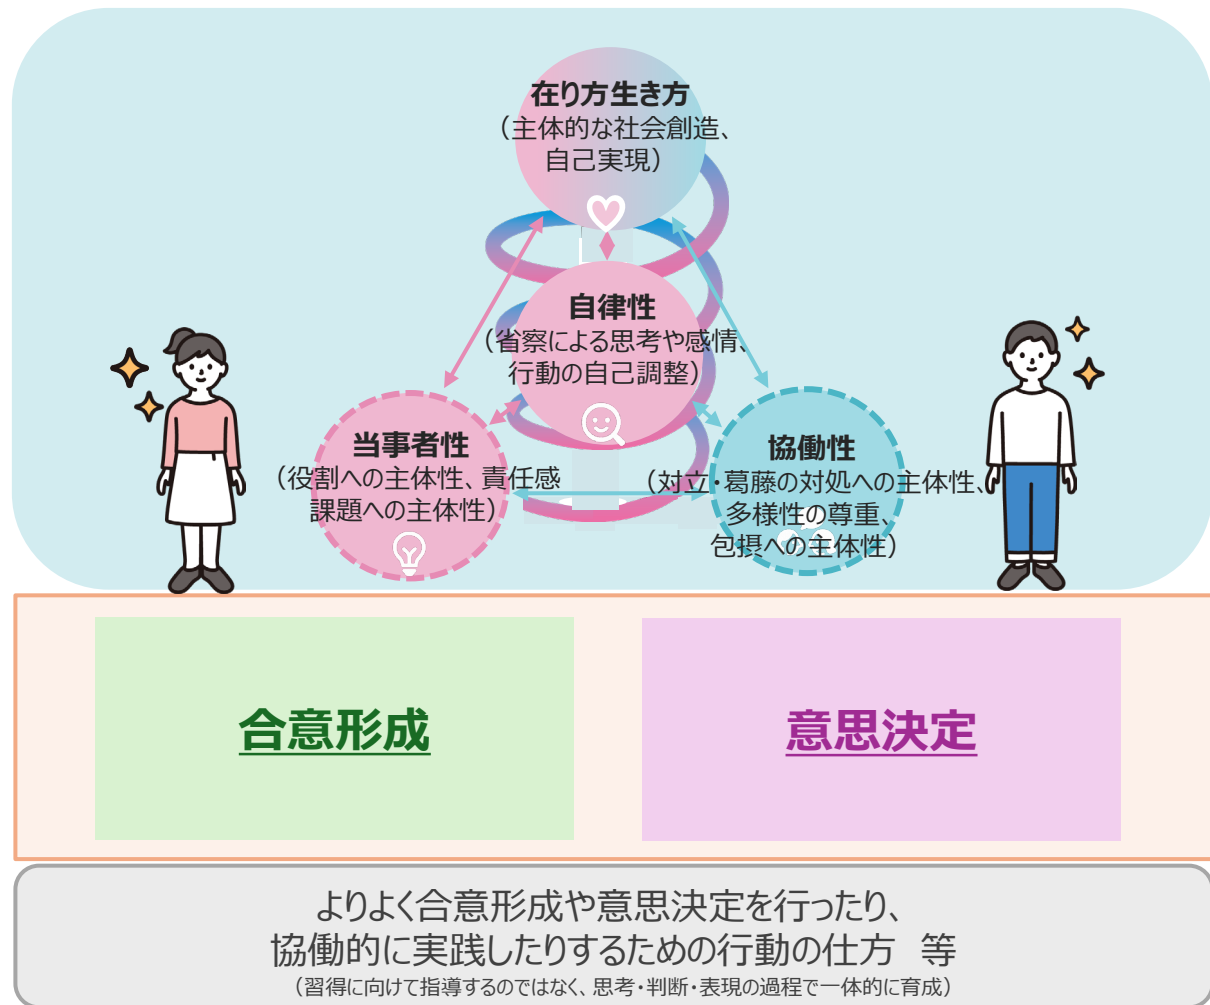 在り方生き方
（主体的な社会創造、
自己実現）
自律性
（省察による思考や感情、
行動の自己調整）
当事者性
（役割への主体性、責任感
課題への主体性）
協働性
（対立・葛藤の対処への主体性、
多様性の尊重、
包摂への主体性）
合意形成
意思決定
よりよく合意形成や意思決定を行ったり、
協働的に実践したりするための行動の仕方　等
（習得に向けて指導するのではなく、思考・判断・表現の過程で一体的に育成）